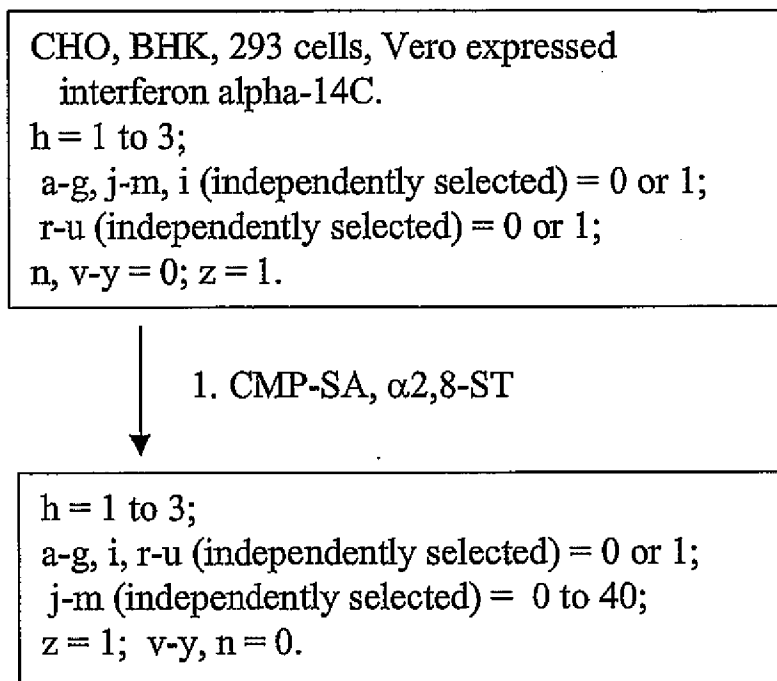 CHO, BHK, 293 cells, Vero expressed
interferon alpha-14C.
h = 1 to 3;
a-g, j-m, i (independently selected) = 0 or 1;
r-u (independently selected) = 0 or 1;
n, v-y = 0; z = 1.
1. CMP-SA, α2,8-ST
h = 1 to 3;
a-g, i, r-u (independently selected) = 0 or 1;
j-m (independently selected) = 0 to 40;
z = 1; v-y, n = 0.